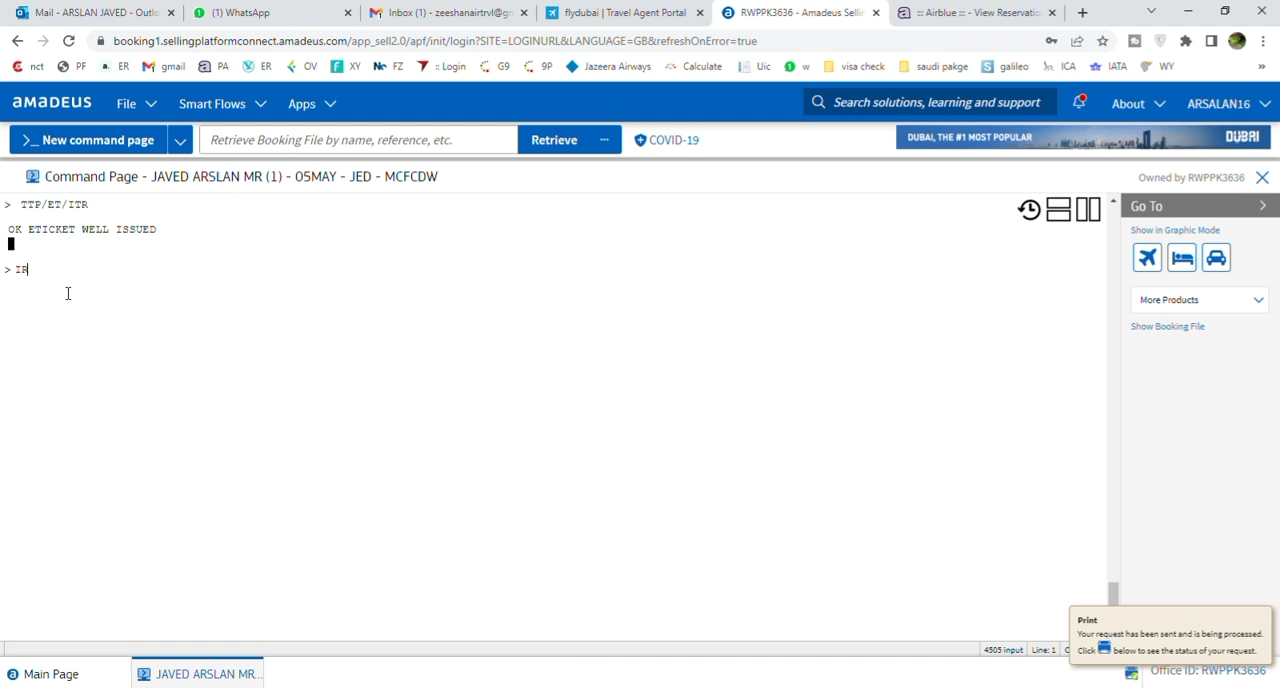 Mail - ARSLAN JAVED - Outlo
(1) WhatsApp
Inbox (1) - zeeshanairtrvl@gm
flydubai | Travel Agent Portal
RWPPK3636 - Amadeus Sellin
:: Airblue :: - View Reservatio
booking1.sellingplatformconnect.amadeus.com/app_sell2.0/apf/init/login?SITE=LOGINURL&LANGUAGE=GB&refreshOnError=true
nct PF ER gmail PA ER OV XY FZ :: Login G9 9P Jazeera Airways Calculate Uic w visa check saudi pakge galileo ICA IATA WY »
amadeus File Smart Flows Apps Search solutions, learning and support About ARSALAN16
>_ New command page Retrieve Booking File by name, reference, etc. Retrieve ... COVID-19 DUBAI, THE #1 MOST POPULAR DUBAI
Command Page - JAVED ARSLAN MR (1) - 05MAY - JED - MCFCDW
Owned by RWPPK3636
> TTP/ET/ITR
OK ETICKET WELL ISSUED
> IR
Go To
Show in Graphic Mode
More Products
Show Booking File
Print
Your request has been sent and is being processed.
Click below to see the status of your request.
4505 input Line: 1
Main Page
JAVED ARSLAN MR...
Office ID: RWPPK3636